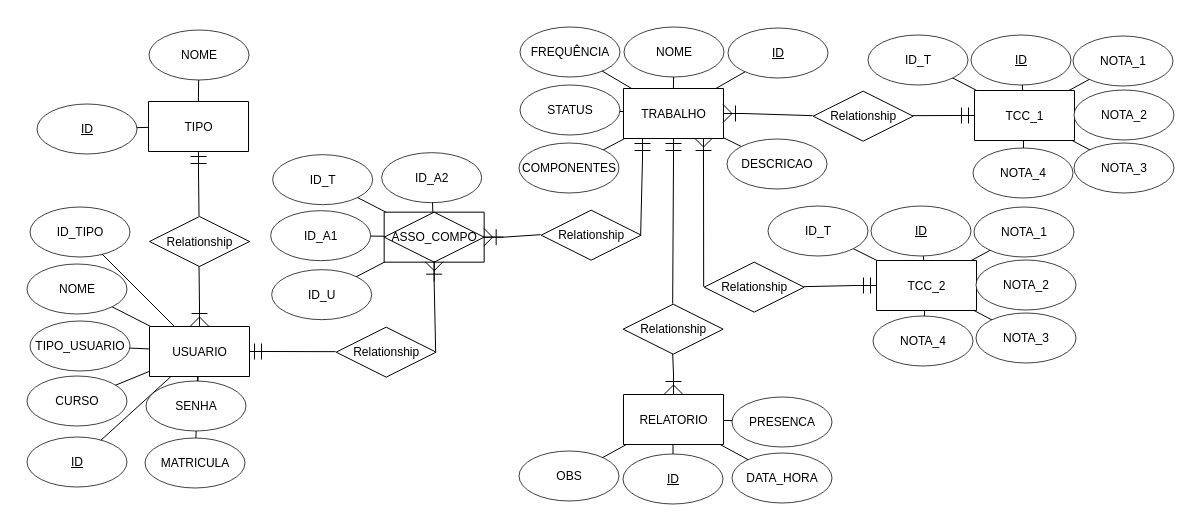 NOME
ID
TIPO
Relationship
ID_TIPO
NOME
TIPO_USUARIO
CURSO
ID
USUARIO
SENHA
MATRICULA
Relationship
ID_T
ID_A2
ID_A1
ASSO_COMPO
ID_U
Relationship
FREQUÊNCIA
NOME
ID
STATUS
TRABALHO
COMPONENTES
DESCRICAO
Relationship
ID_T
ID
NOTA_1
TCC_1
NOTA_2
NOTA_4
NOTA_3
Relationship
ID_T
ID
NOTA_1
TCC_2
NOTA_2
NOTA_4
NOTA_3
Relationship
RELATORIO
PRESENCA
OBS
ID
DATA_HORA